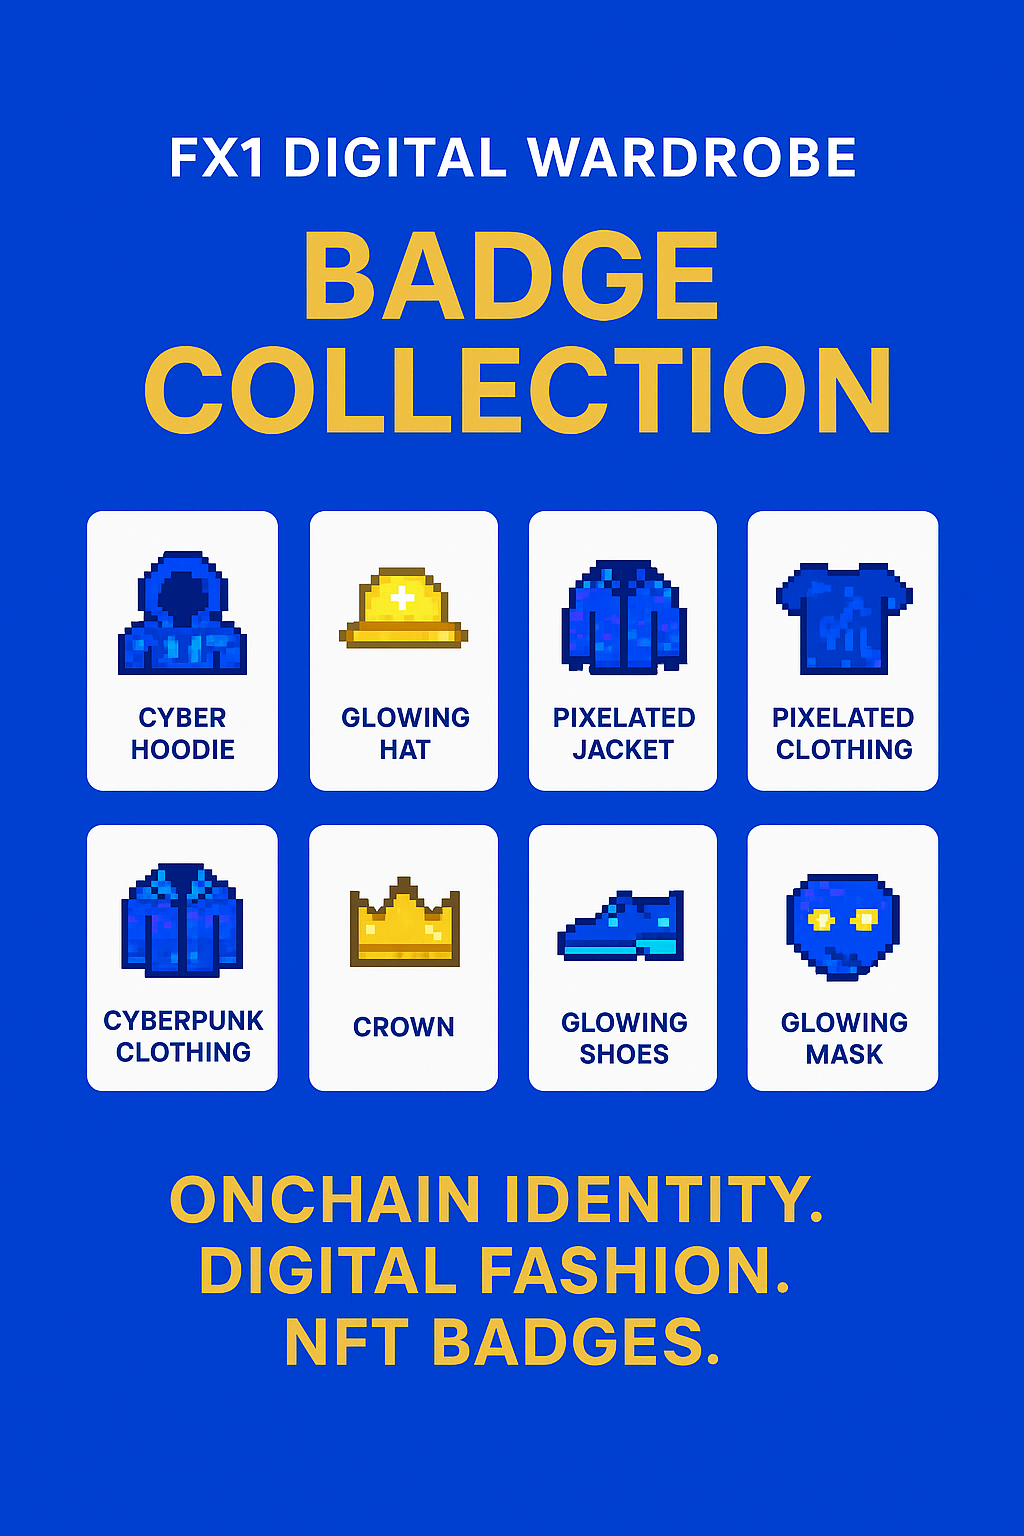 FX1 DIGITAL WARDROBE
BADGE
COLLECTION
CYBER
HOODIE
GLOWING
HAT
PIXELATED
JACKET
PIXELATED
CLOTHING
CYBERPUNK
CLOTHING
CROWN
GLOWING
SHOES
GLOWING
MASK
ONCHAIN IDENTITY.
DIGITAL FASHION.
NFT BADGES.